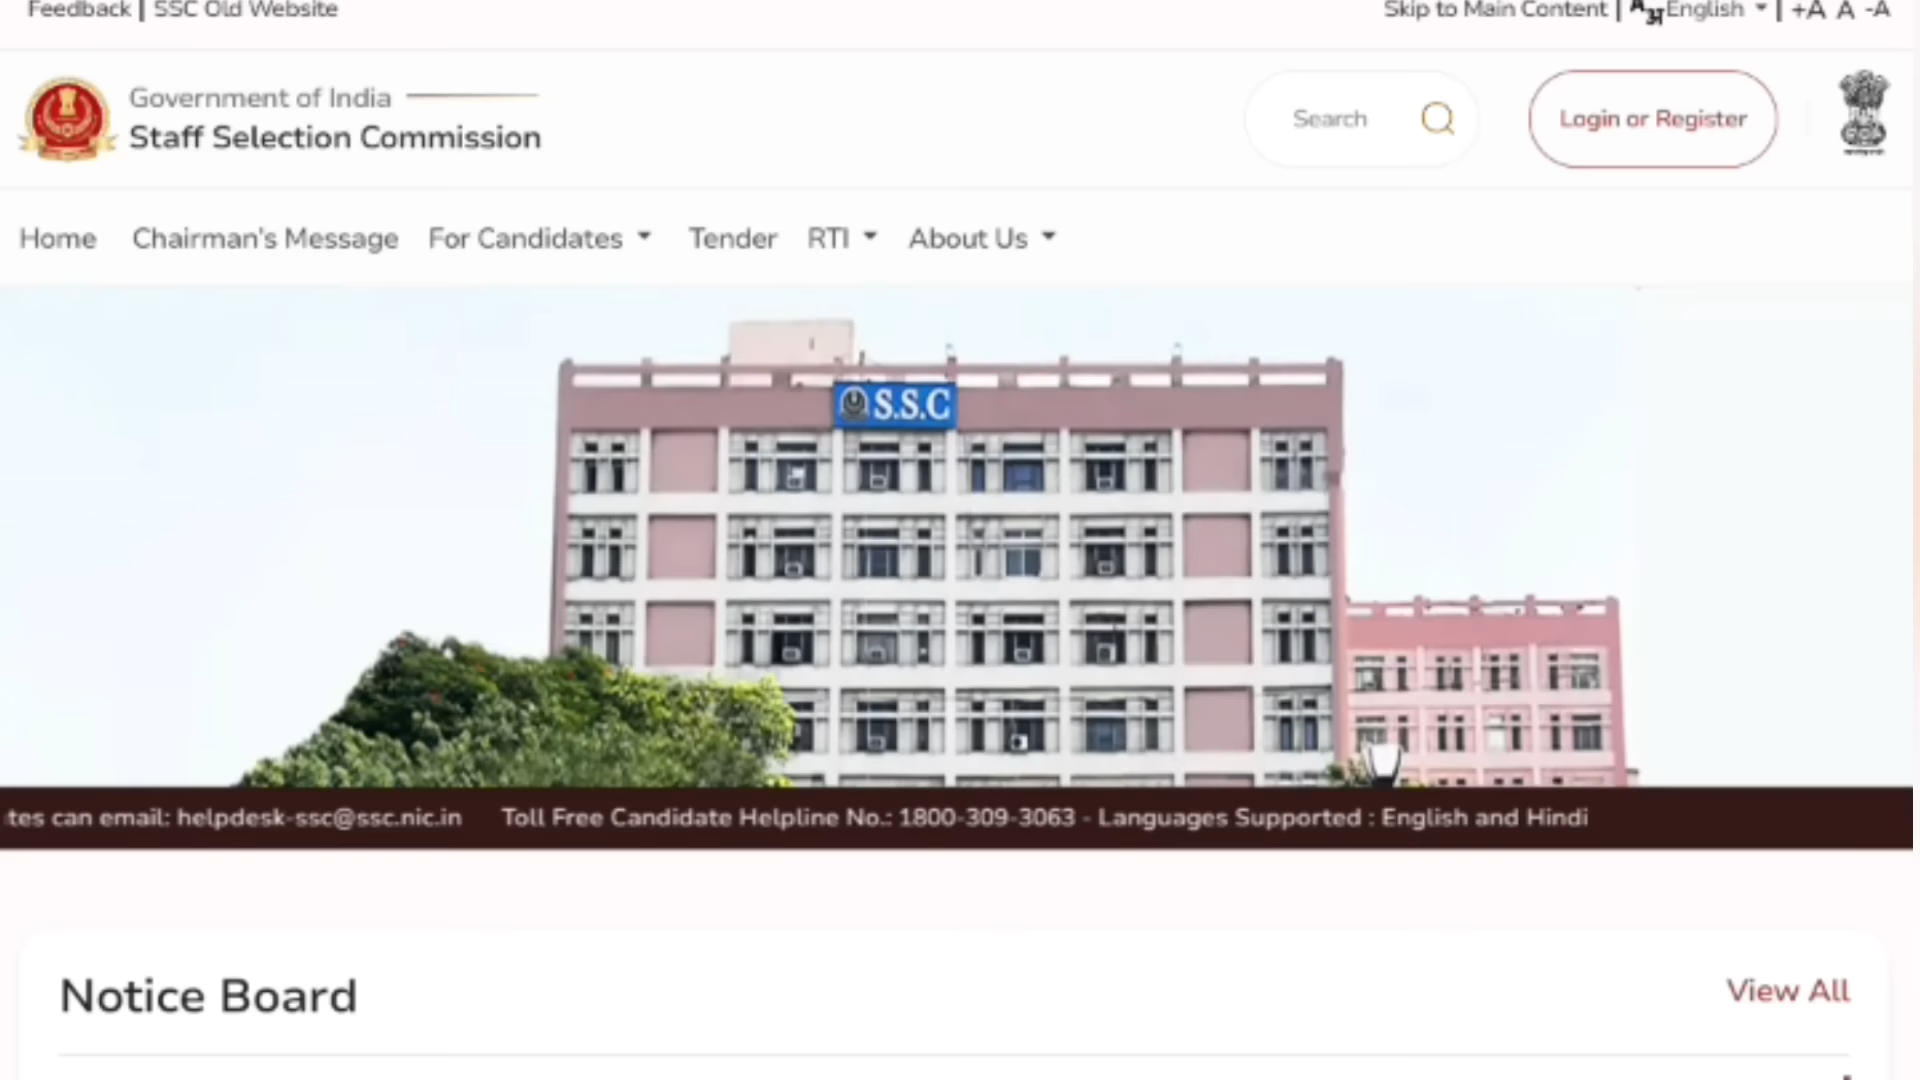 Feedback | SSC Old Website
Skip to Main Content | A अ English | +A A -A
Government of India
Staff Selection Commission
Search
Login or Register
Home Chairman's Message For Candidates Tender RTI About Us
S.S.C
tes can email: helpdesk-ssc@ssc.nic.in Toll Free Candidate Helpline No.: 1800-309-3063 - Languages Supported : English and Hindi
Notice Board
View All